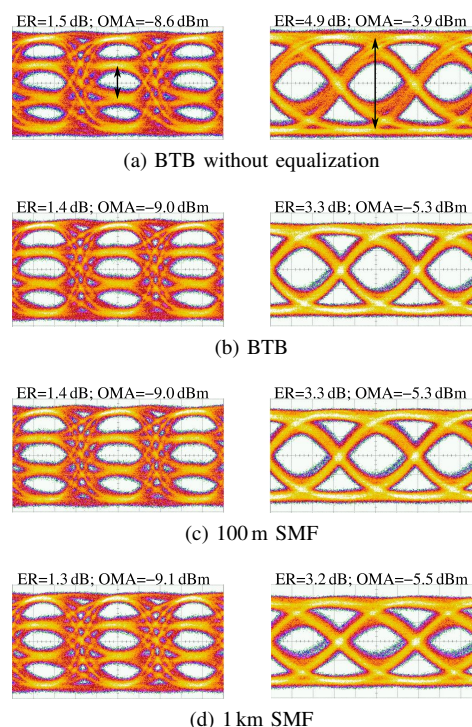 ER=1.5 dB; OMA=−8.6 dBm ER=4.9 dB; OMA=−3.9 dBm
(a) BTB without equalization
ER=1.4 dB; OMA=−9.0 dBm ER=3.3 dB; OMA=−5.3 dBm
(b) BTB
ER=1.4 dB; OMA=−9.0 dBm ER=3.3 dB; OMA=−5.3 dBm
(c) 100 m SMF
ER=1.3 dB; OMA=−9.1 dBm ER=3.2 dB; OMA=−5.5 dBm
(d) 1 km SMF